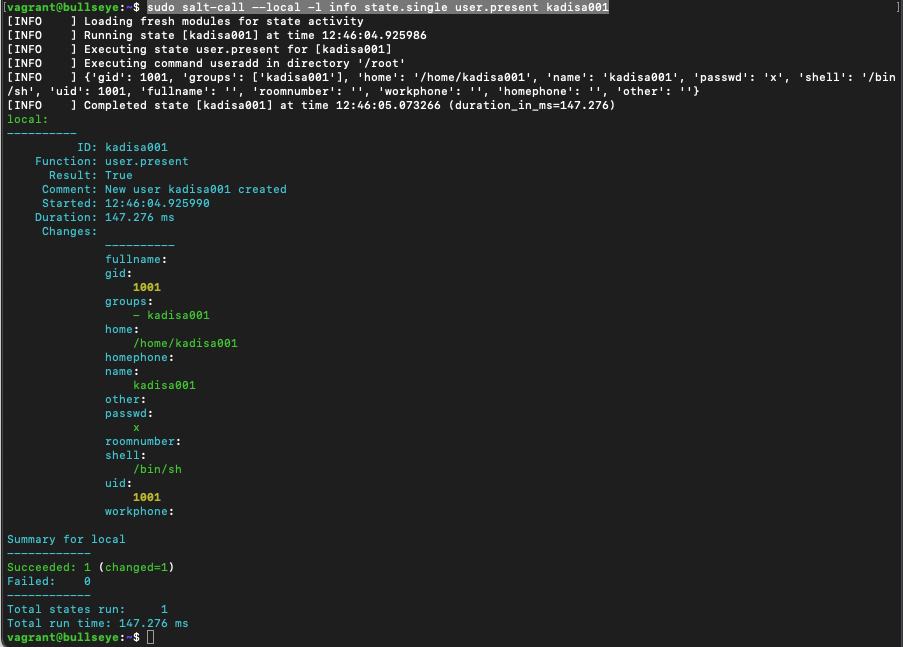 [vagrant@bullseye:~$ sudo salt-call --local -l info state.single user.present kadisa001 ]
[INFO    ] Loading fresh modules for state activity
[INFO    ] Running state [kadisa001] at time 12:46:04.925986
[INFO    ] Executing state user.present for [kadisa001]
[INFO    ] Executing command useradd in directory '/root'
[INFO    ] {'gid': 1001, 'groups': ['kadisa001'], 'home': '/home/kadisa001', 'name': 'kadisa001', 'passwd': 'x', 'shell': '/bin
/sh', 'uid': 1001, 'fullname': '', 'roomnumber': '', 'workphone': '', 'homephone': '', 'other': ''}
[INFO    ] Completed state [kadisa001] at time 12:46:05.073266 (duration_in_ms=147.276)
local:
----------
          ID: kadisa001
    Function: user.present
      Result: True
     Comment: New user kadisa001 created
     Started: 12:46:04.925990
    Duration: 147.276 ms
     Changes:
              ----------
              fullname:
              gid:
                  1001
              groups:
                  - kadisa001
              home:
                  /home/kadisa001
              homephone:
              name:
                  kadisa001
              other:
              passwd:
                  x
              roomnumber:
              shell:
                  /bin/sh
              uid:
                  1001
              workphone:

Summary for local
------------
Succeeded: 1 (changed=1)
Failed:    0
------------
Total states run:     1
Total run time: 147.276 ms
vagrant@bullseye:~$